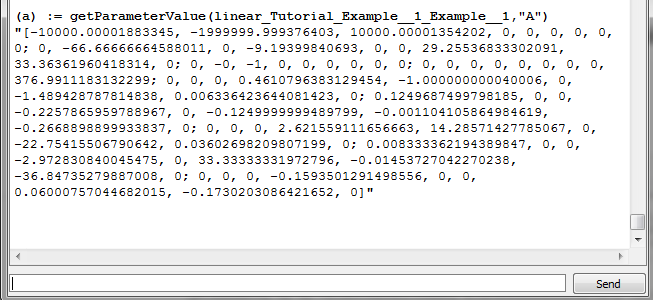 (a) := getParameterValue(linear_Tutorial_Example__1_Example__1,"A")
"[-10000.00001883345, -1999999.999376403, 10000.00001354202, 0, 0, 0, 0, 0,
0; 0, -66.66666664588011, 0, -9.19399840693, 0, 0, 29.25536833302091,
33.36361960418314, 0; 0, -0, -1, 0, 0, 0, 0, 0, 0; 0, 0, 0, 0, 0, 0, 0, 0,
376.9911183132299; 0, 0, 0, 0.4610796383129454, -1.000000000040006, 0,
-1.489428787814838, 0.006336423644081423, 0; 0.1249687499798185, 0, 0,
-0.2257865959788967, 0, -0.1249999999489799, -0.001104105864984619,
-0.2668898899933837, 0; 0, 0, 0, 2.621559111656663, 14.28571427785067, 0,
-22.75415506790642, 0.03602698209807199, 0; 0.008333362194389847, 0, 0,
-2.972830840045475, 0, 33.33333331972796, -0.01453727042270238,
-36.84735279887008, 0; 0, 0, 0, -0.1593501291498556, 0, 0,
0.06000757044682015, -0.1730203086421652, 0]"
Send